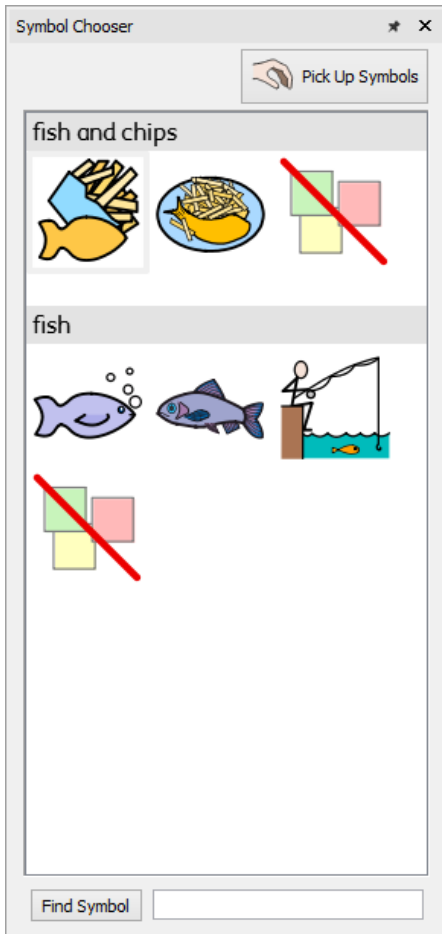 Symbol Chooser
Pick Up Symbols
fish and chips
fish
Find Symbol